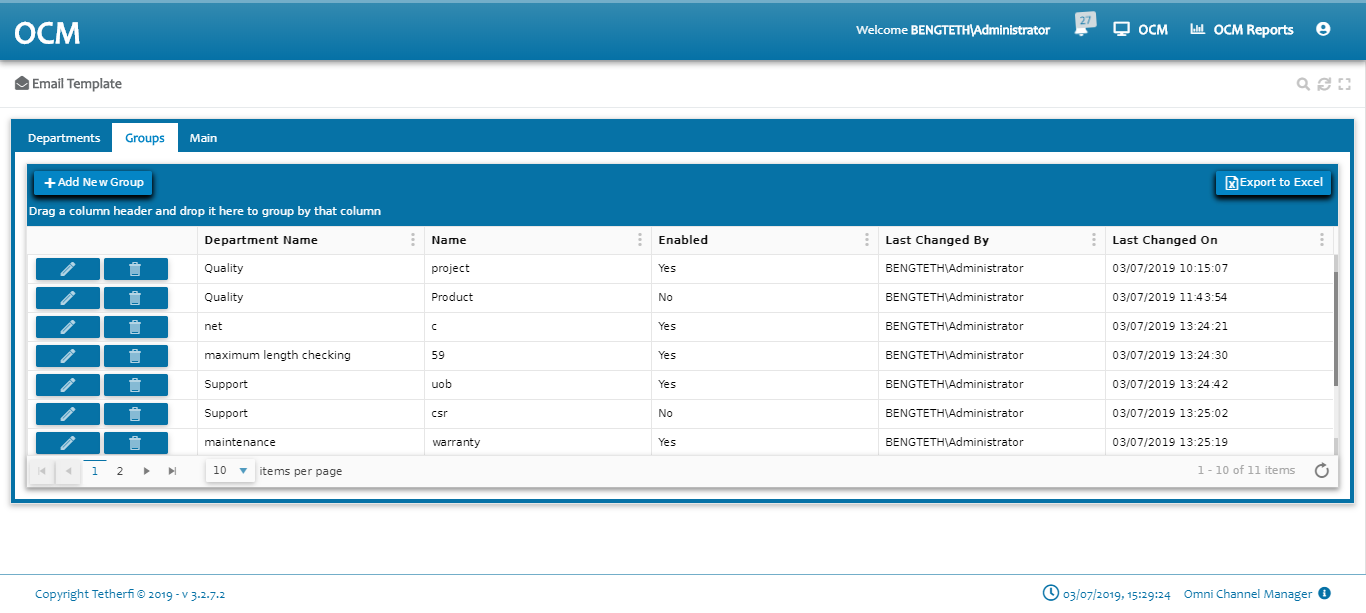 OCM
Welcome BENGTETH\Administrator
27
OCM
OCM Reports
Email Template
Departments
Groups
Main
Add New Group
Export to Excel
Drag a column header and drop it here to group by that column
Department Name Name Enabled Last Changed By Last Changed On
Quality project Yes BENGTETH\Administrator 03/07/2019 10:15:07
Quality Product No BENGTETH\Administrator 03/07/2019 11:43:54
net c Yes BENGTETH\Administrator 03/07/2019 13:24:21
maximum length checking 59 Yes BENGTETH\Administrator 03/07/2019 13:24:30
Support uob Yes BENGTETH\Administrator 03/07/2019 13:24:42
Support csr No BENGTETH\Administrator 03/07/2019 13:25:02
maintenance warranty Yes BENGTETH\Administrator 03/07/2019 13:25:19
1 2 10 items per page 1 - 10 of 11 items
Copyright Tetherfi © 2019 - v 3.2.7.2
03/07/2019, 15:29:24 Omni Channel Manager